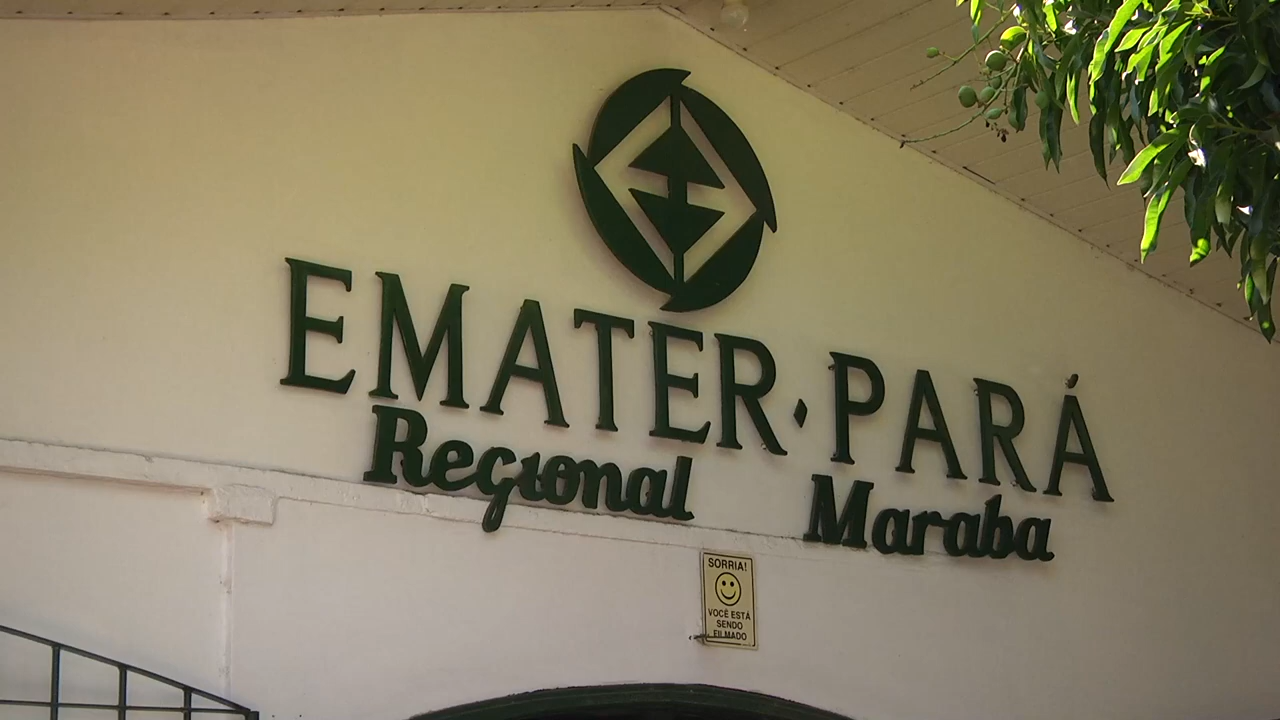 EMATER·PARÁ
Regional Maraba
SORRIA!
VOCÊ ESTÁ
SENDO
FILMADO